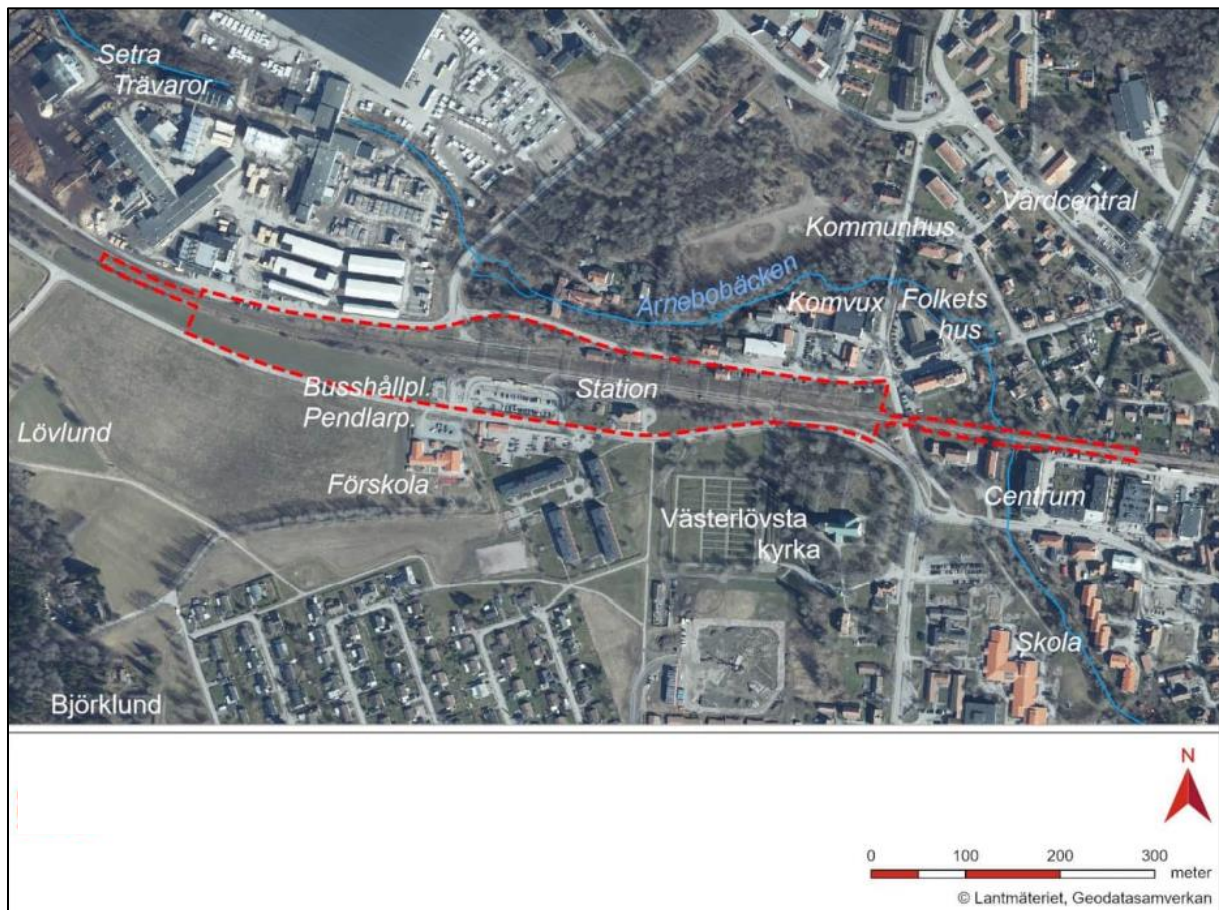 Setra
Trävaror
Vårdcentral
Kommunhus
Arnebobäcken
Komvux
Folkets
hus
Busshållpl.
Pendlarp.
Station
Lövlund
Förskola
Centrum
Västerlövsta
kyrka
Skola
Björklund
N
0 100 200 300
meter
© Lantmäteriet, Geodatasamverkan